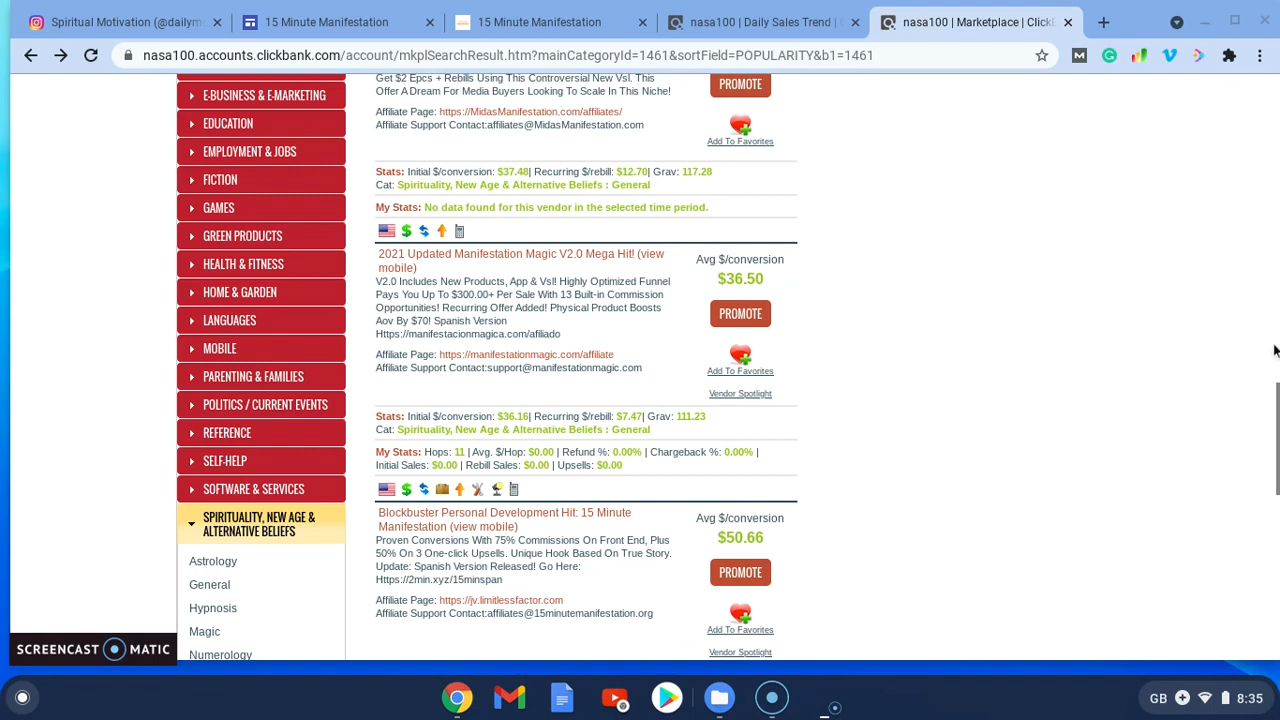 Spiritual Motivation (@dailym
15 Minute Manifestation
15 Minute Manifestation
nasa100 | Daily Sales Trend | C
nasa100 | Marketplace | ClickB
nasa100.accounts.clickbank.com/account/mkplSearchResult.htm?mainCategoryId=1461&sortField=POPULARITY&b1=1461
E-BUSINESS & E-MARKETING
EDUCATION
EMPLOYMENT & JOBS
FICTION
GAMES
GREEN PRODUCTS
HEALTH & FITNESS
HOME & GARDEN
LANGUAGES
MOBILE
PARENTING & FAMILIES
POLITICS / CURRENT EVENTS
REFERENCE
SELF-HELP
SOFTWARE & SERVICES
SPIRITUALITY, NEW AGE &
ALTERNATIVE BELIEFS
Astrology
General
Hypnosis
Magic
Numerology
Get $2 Epcs + Rebills Using This Controversial New Vsl. This
Offer A Dream For Media Buyers Looking To Scale In This Niche!
Affiliate Page: https://MidasManifestation.com/affiliates/
Affiliate Support Contact:affiliates@MidasManifestation.com
PROMOTE
Add To Favorites
Stats: Initial $/conversion: $37.48| Recurring $/rebill: $12.70| Grav: 117.28
Cat: Spirituality, New Age & Alternative Beliefs : General
My Stats: No data found for this vendor in the selected time period.
2021 Updated Manifestation Magic V2.0 Mega Hit! (view
mobile)
V2.0 Includes New Products, App & Vsl! Highly Optimized Funnel
Pays You Up To $300.00+ Per Sale With 13 Built-in Commission
Opportunities! Recurring Offer Added! Physical Product Boosts
Aov By $70! Spanish Version
Https://manifestacionmagica.com/afiliado
Affiliate Page: https://manifestationmagic.com/affiliate
Affiliate Support Contact:support@manifestationmagic.com
Avg $/conversion
$36.50
PROMOTE
Add To Favorites
Vendor Spotlight
Stats: Initial $/conversion: $36.16| Recurring $/rebill: $7.47| Grav: 111.23
Cat: Spirituality, New Age & Alternative Beliefs : General
My Stats: Hops: 11 | Avg. $/Hop: $0.00 | Refund %: 0.00% | Chargeback %: 0.00% |
Initial Sales: $0.00 | Rebill Sales: $0.00 | Upsells: $0.00
Blockbuster Personal Development Hit: 15 Minute
Manifestation (view mobile)
Proven Conversions With 75% Commissions On Front End, Plus
50% On 3 One-click Upsells. Unique Hook Based On True Story.
Update: Spanish Version Released! Go Here:
Https://2min.xyz/15minspan
Affiliate Page: https://jv.limitlessfactor.com
Affiliate Support Contact:affiliates@15minutemanifestation.org
Avg $/conversion
$50.66
PROMOTE
Add To Favorites
Vendor Spotlight
SCREENCAST MATIC
GB
8:35